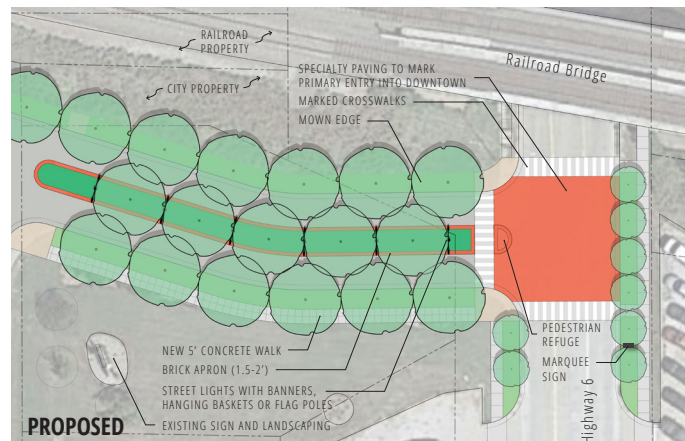 RAILROAD
PROPERTY
CITY PROPERTY
SPECIALTY PAVING TO MARK
PRIMARY ENTRY INTO DOWNTOWN
MARKED CROSSWALKS
MOWN EDGE
Railroad Bridge
PEDESTRIAN
REFUGE
MARQUEE
SIGN
Highway 6
NEW 5' CONCRETE WALK
BRICK APRON (1.5-2')
STREET LIGHTS WITH BANNERS,
HANGING BASKETS OR FLAG POLES
EXISTING SIGN AND LANDSCAPING
PROPOSED